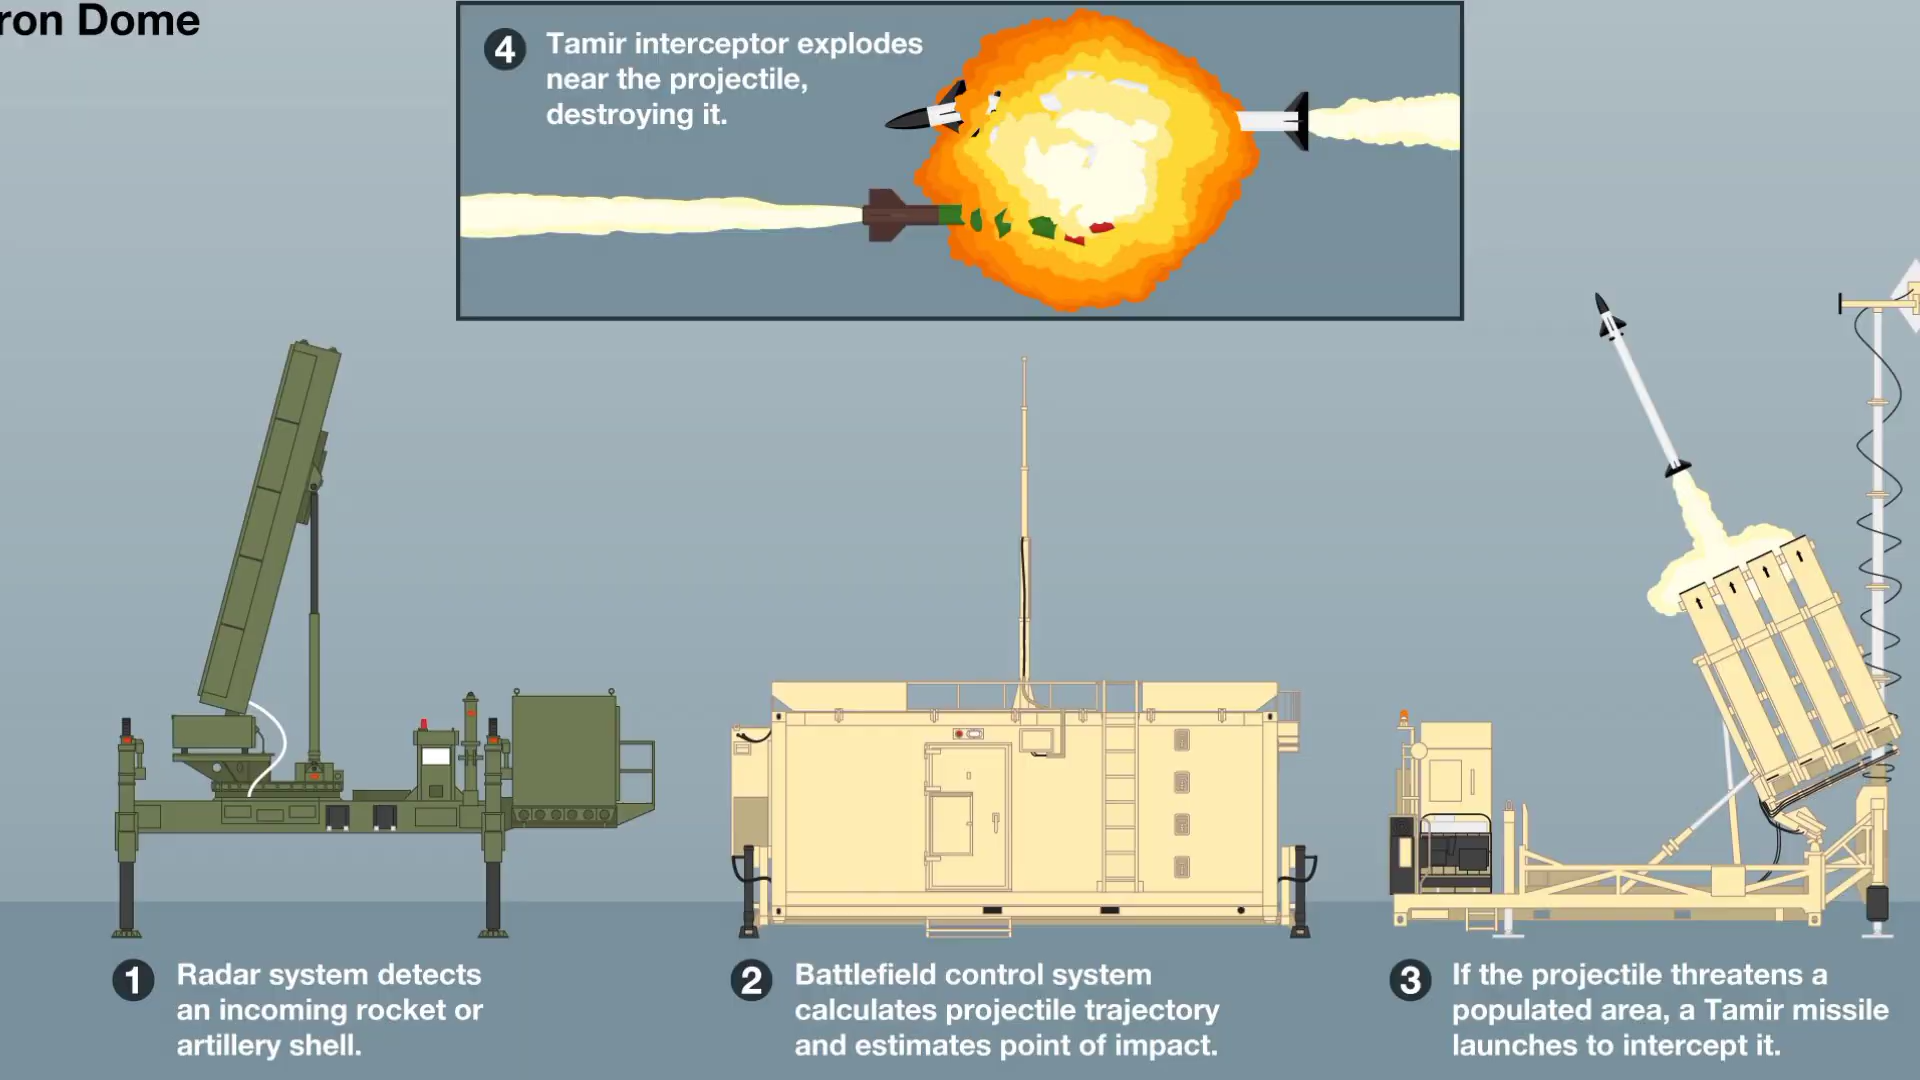 ron Dome
4 Tamir interceptor explodes
near the projectile,
destroying it.
1 Radar system detects
an incoming rocket or
artillery shell.
2 Battlefield control system
calculates projectile trajectory
and estimates point of impact.
3 If the projectile threatens a
populated area, a Tamir missile
launches to intercept it.